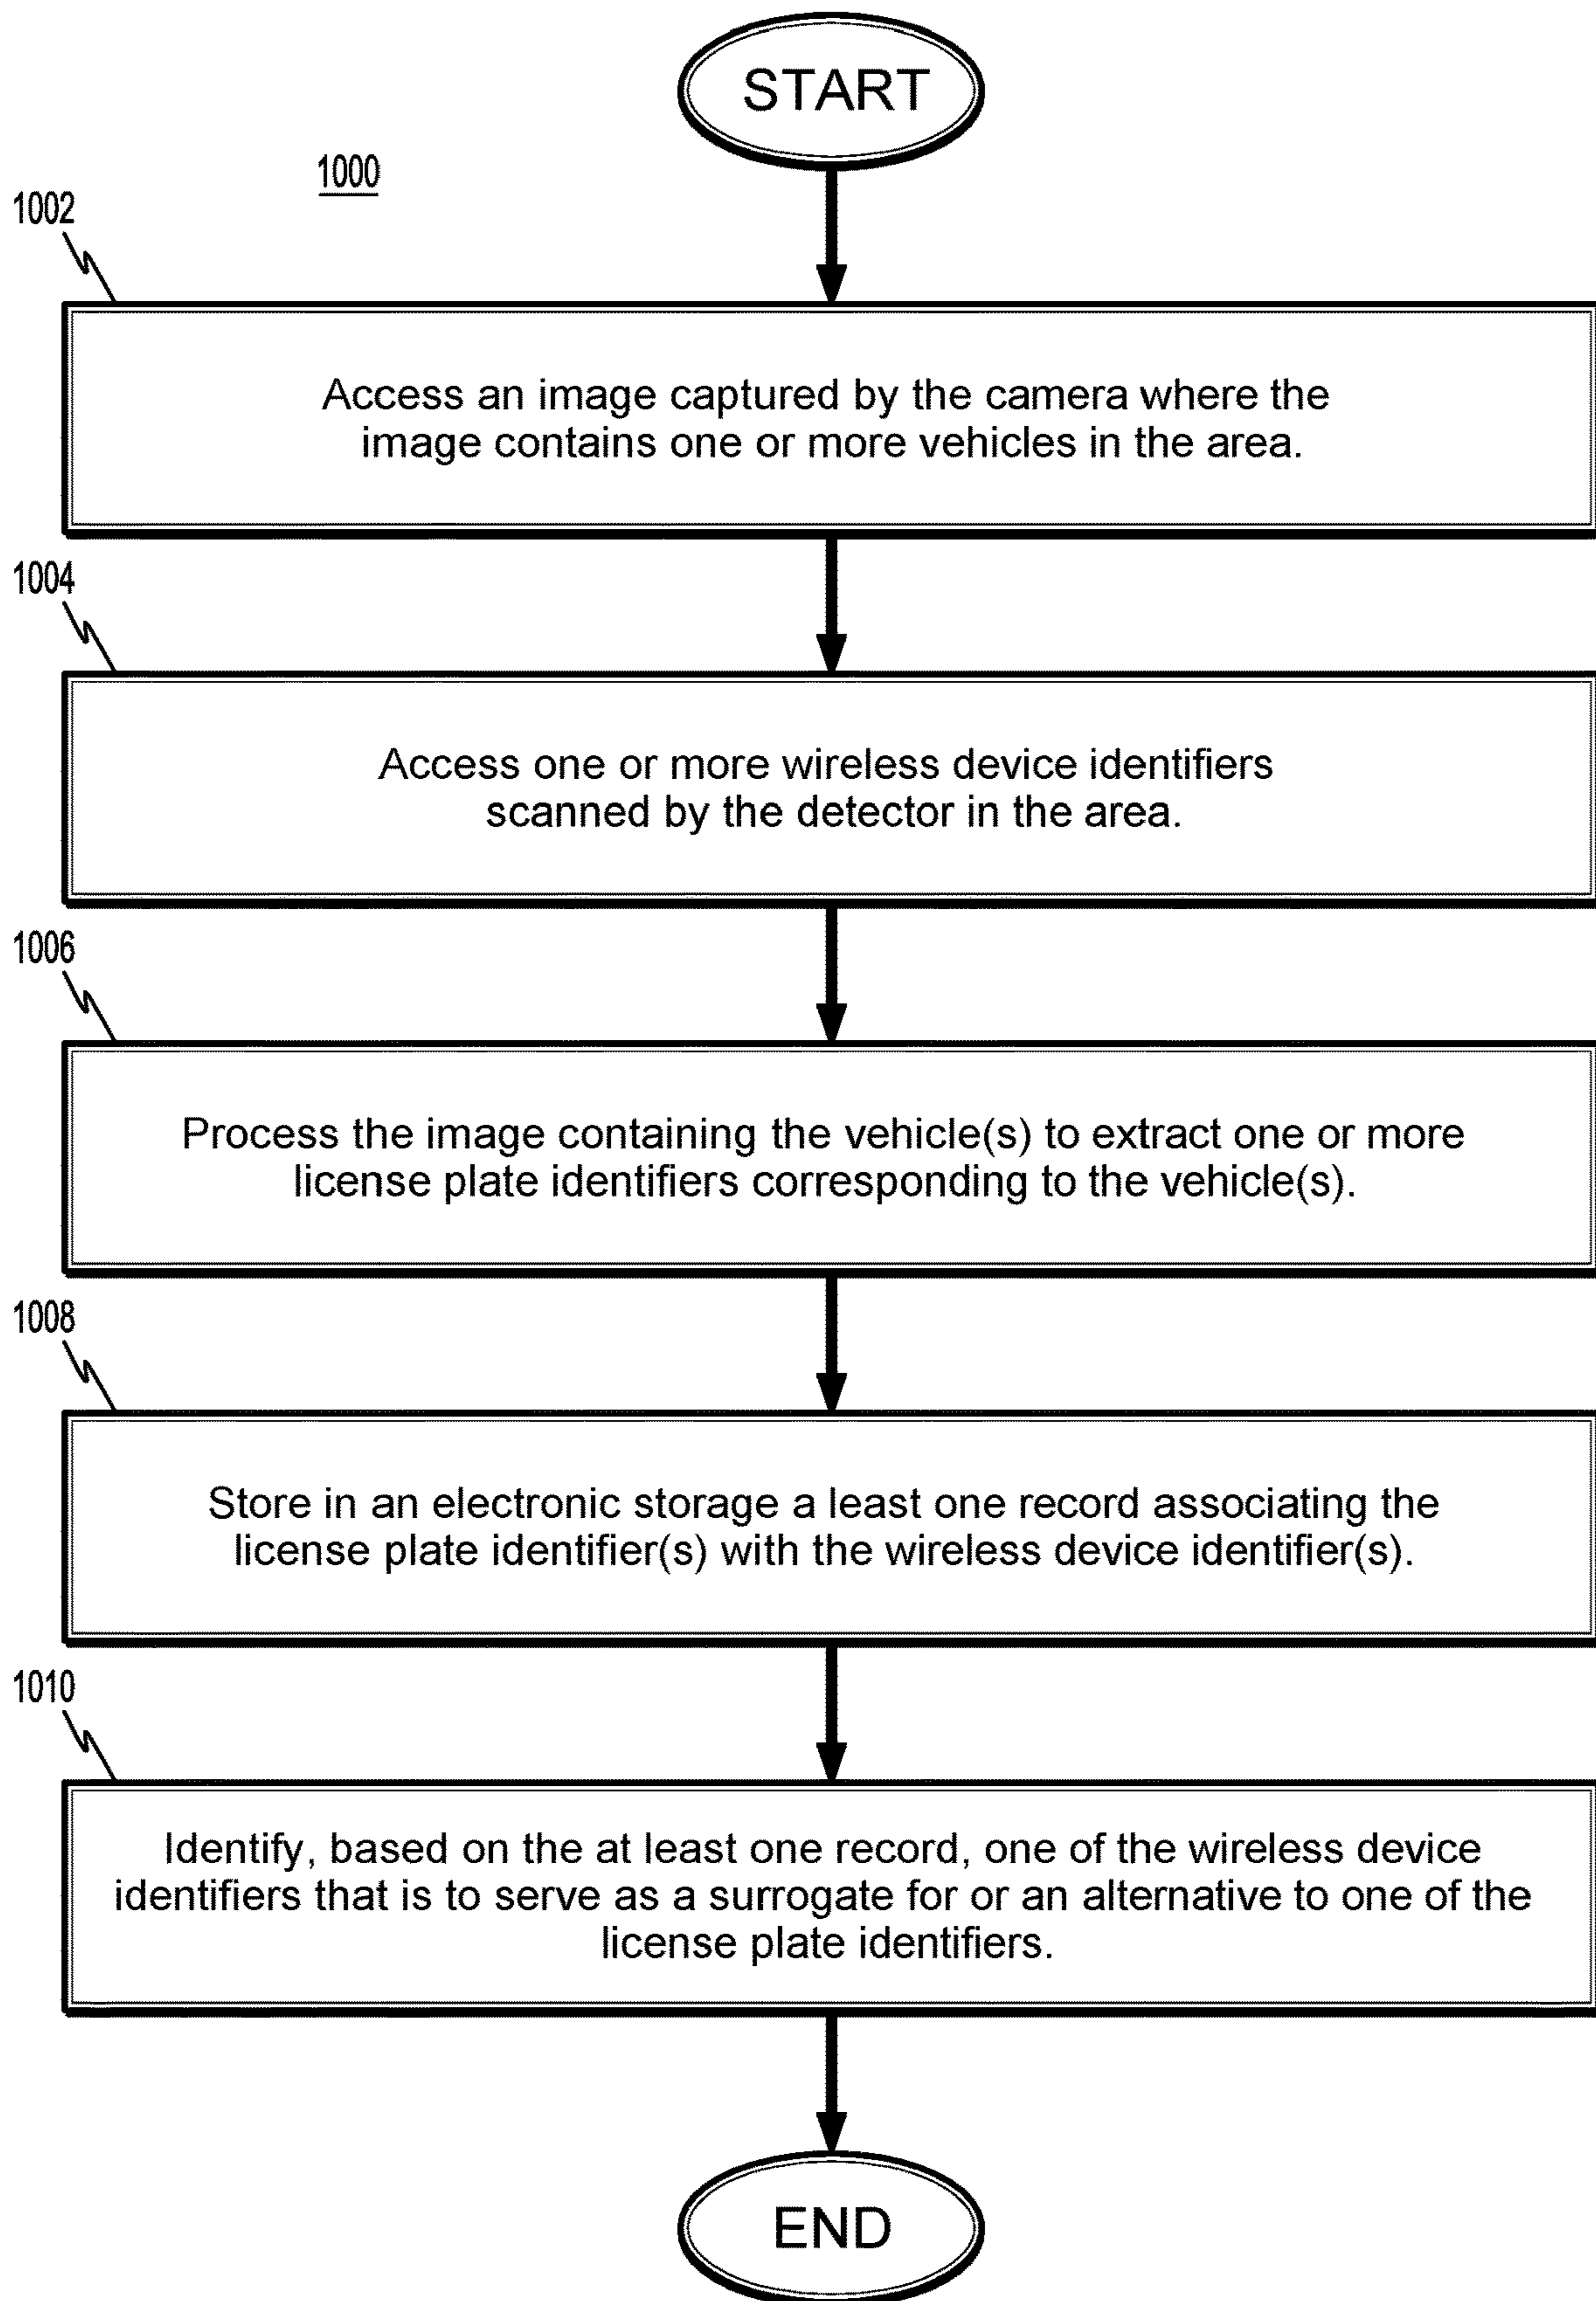 START
1000
1002
Access an image captured by the camera where the
image contains one or more vehicles in the area.
1004
Access one or more wireless device identifiers
scanned by the detector in the area.
1006
Process the image containing the vehicle(s) to extract one or more
license plate identifiers corresponding to the vehicle(s).
1008
Store in an electronic storage a least one record associating the
license plate identifier(s) with the wireless device identifier(s).
1010
Identify, based on the at least one record, one of the wireless device
identifiers that is to serve as a surrogate for or an alternative to one of the
license plate identifiers.
END